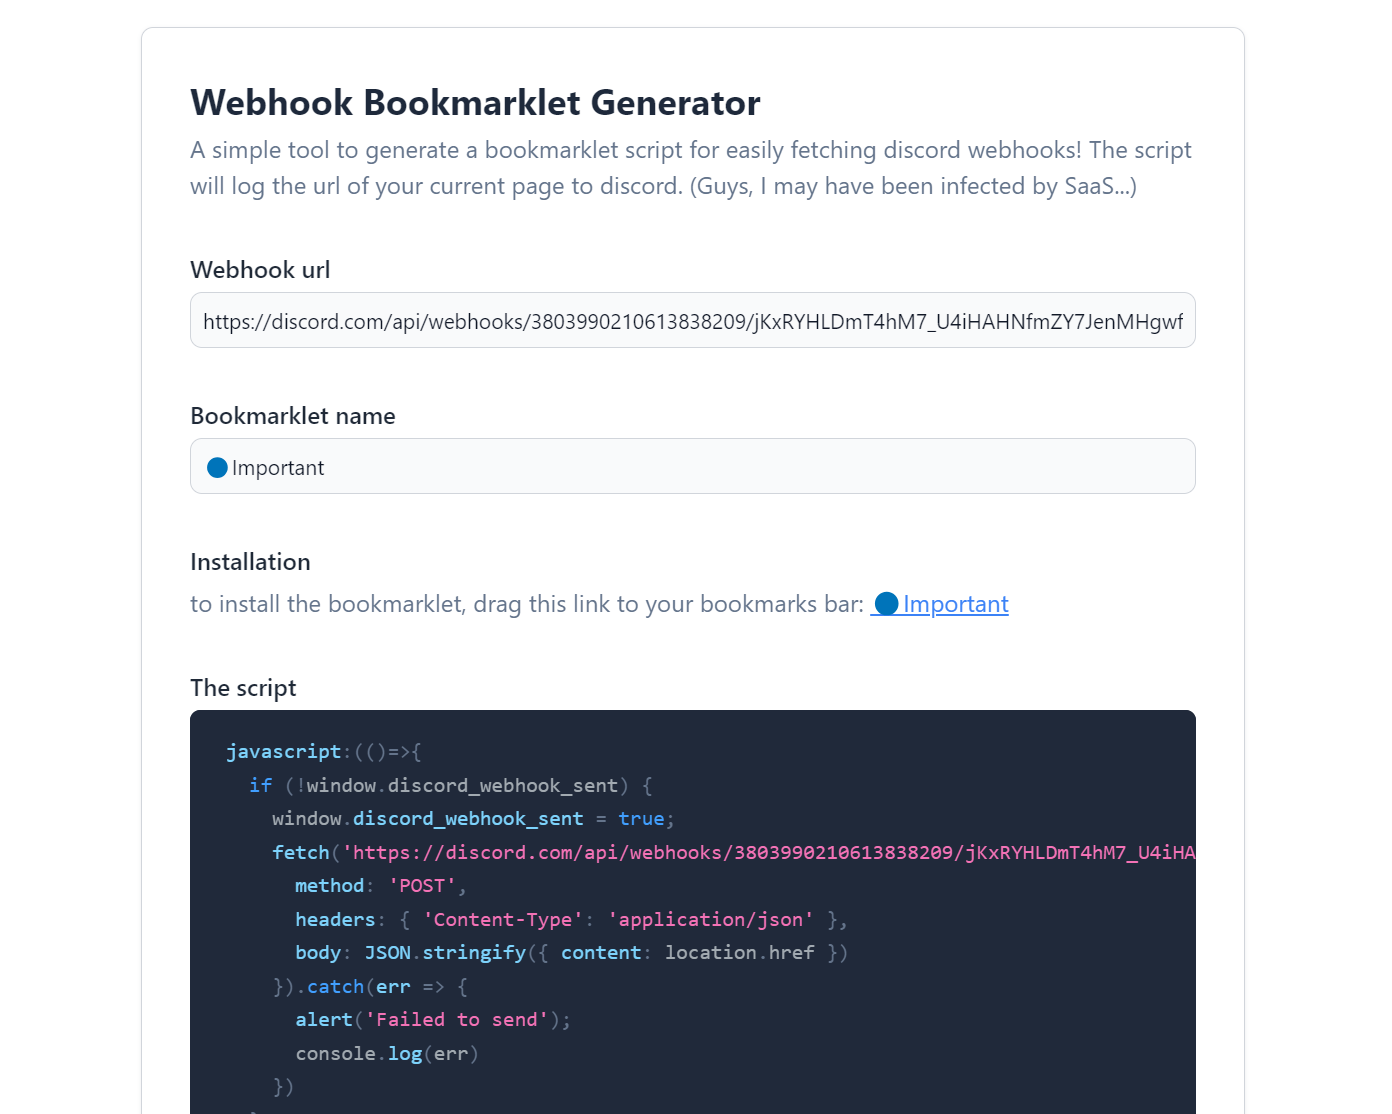 Webhook Bookmarklet Generator
A simple tool to generate a bookmarklet script for easily fetching discord webhooks! The script
will log the url of your current page to discord. (Guys, I may have been infected by SaaS...)
Webhook url
https://discord.com/api/webhooks/3803990210613838209/jKxRYHLDmT4hM7_U4iHAHNfmZY7JenMHgwf
Bookmarklet name
🔵Important
Installation
to install the bookmarklet, drag this link to your bookmarks bar: 🔵Important
The script
javascript:(()=>{
  if (!window.discord_webhook_sent) {
    window.discord_webhook_sent = true;
    fetch('https://discord.com/api/webhooks/3803990210613838209/jKxRYHLDmT4hM7_U4iHA
      method: 'POST',
      headers: { 'Content-Type': 'application/json' },
      body: JSON.stringify({ content: location.href })
    }).catch(err => {
      alert('Failed to send');
      console.log(err)
    })